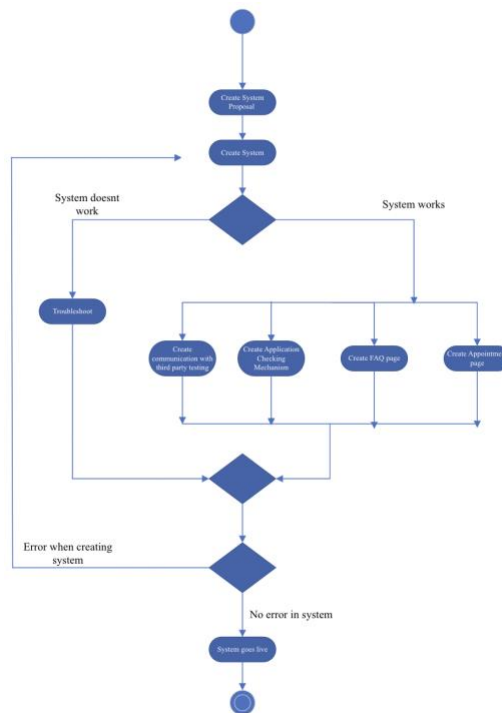 Create System
Proposal
Create System
System doesnt
work
System works
Troubleshoot
Create
communication with
third party testing
Create Application
Checking
Mechanism
Create FAQ page
Create Appointme
page
Error when creating
system
No error in system
System goes live